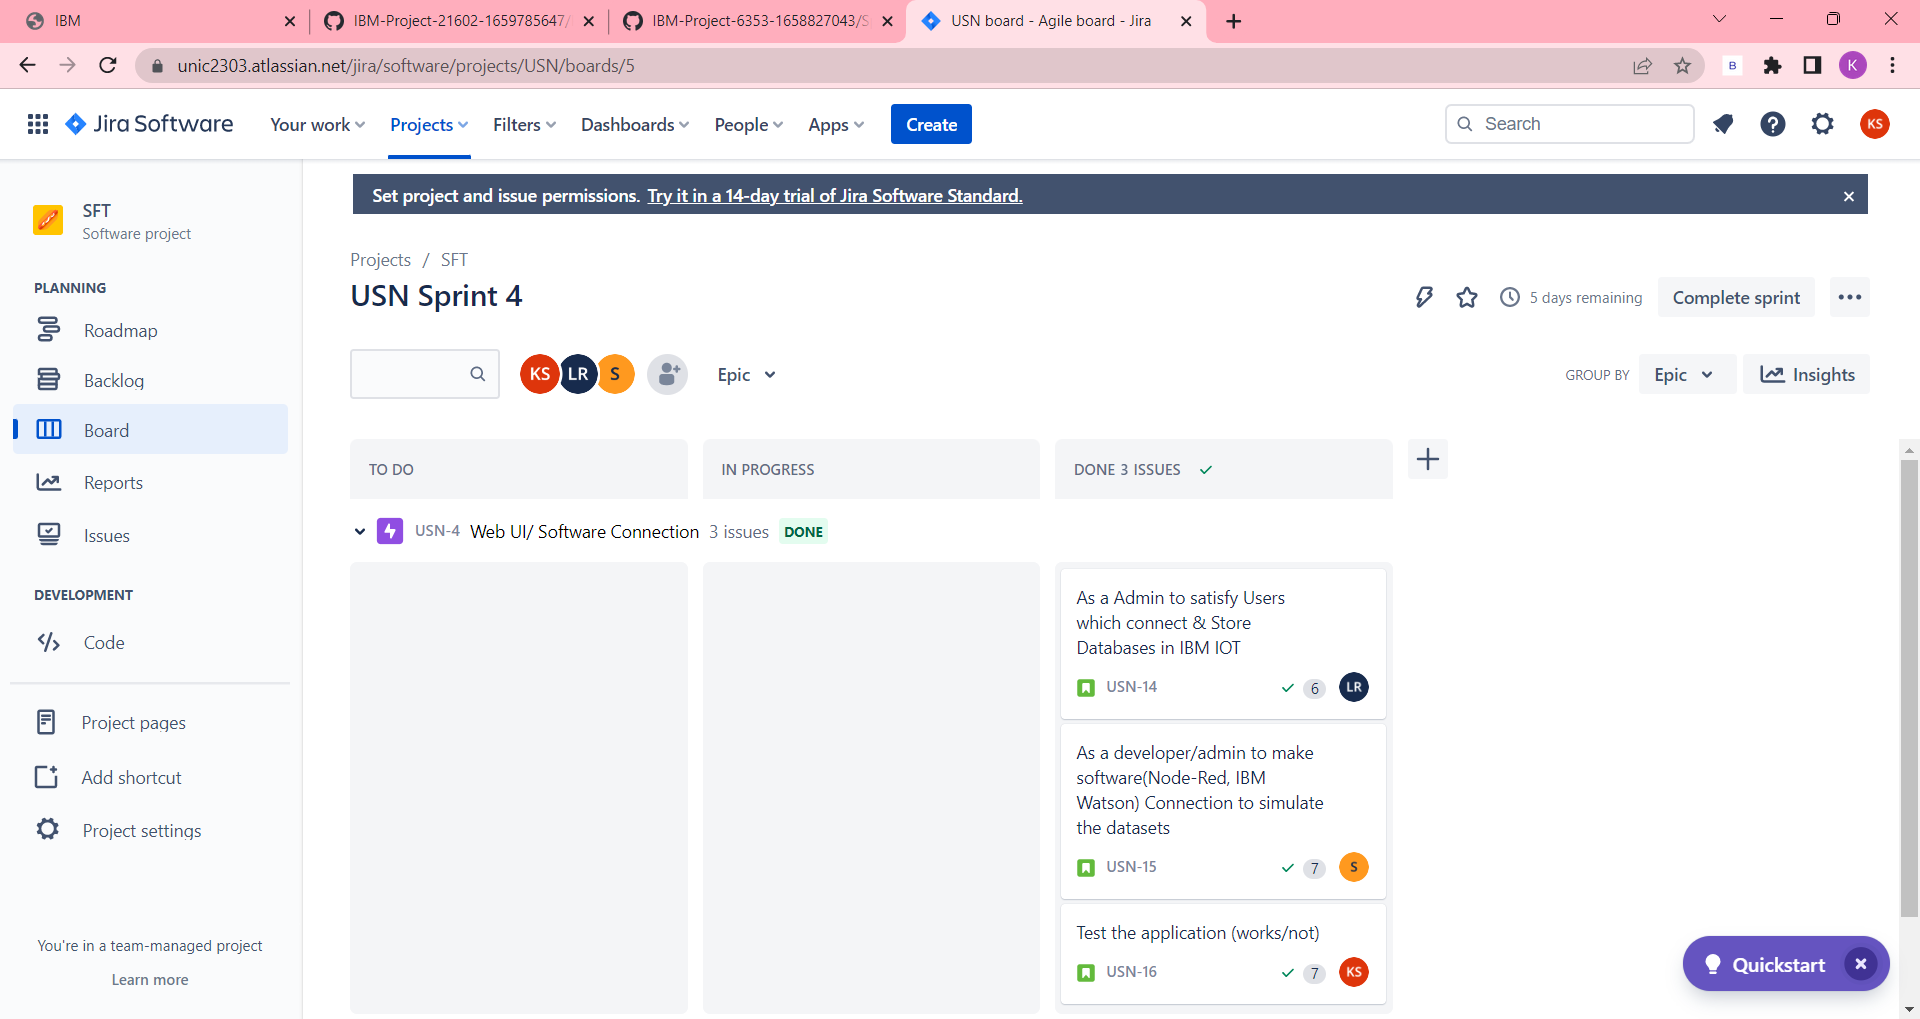 IBM
IBM-Project-21602-1659785647/
IBM-Project-6353-1658827043/S
USN board - Agile board - Jira
unic2303.atlassian.net/jira/software/projects/USN/boards/5
B
K
Jira Software
Your work
Projects
Filters
Dashboards
People
Apps
Create
Search
KS
SFT
Software project
PLANNING
Roadmap
Backlog
Board
Reports
Issues
DEVELOPMENT
Code
Project pages
Add shortcut
Project settings
You're in a team-managed project
Learn more
Set project and issue permissions. Try it in a 14-day trial of Jira Software Standard.
Projects / SFT
USN Sprint 4
5 days remaining
Complete sprint
KS LR S
Epic
GROUP BY Epic
Insights
TO DO
IN PROGRESS
DONE 3 ISSUES
USN-4 Web UI/ Software Connection 3 issues DONE
As a Admin to satisfy Users
which connect & Store
Databases in IBM IOT
USN-14 6 LR
As a developer/admin to make
software(Node-Red, IBM
Watson) Connection to simulate
the datasets
USN-15 7 S
Test the application (works/not)
USN-16 7 KS
Quickstart